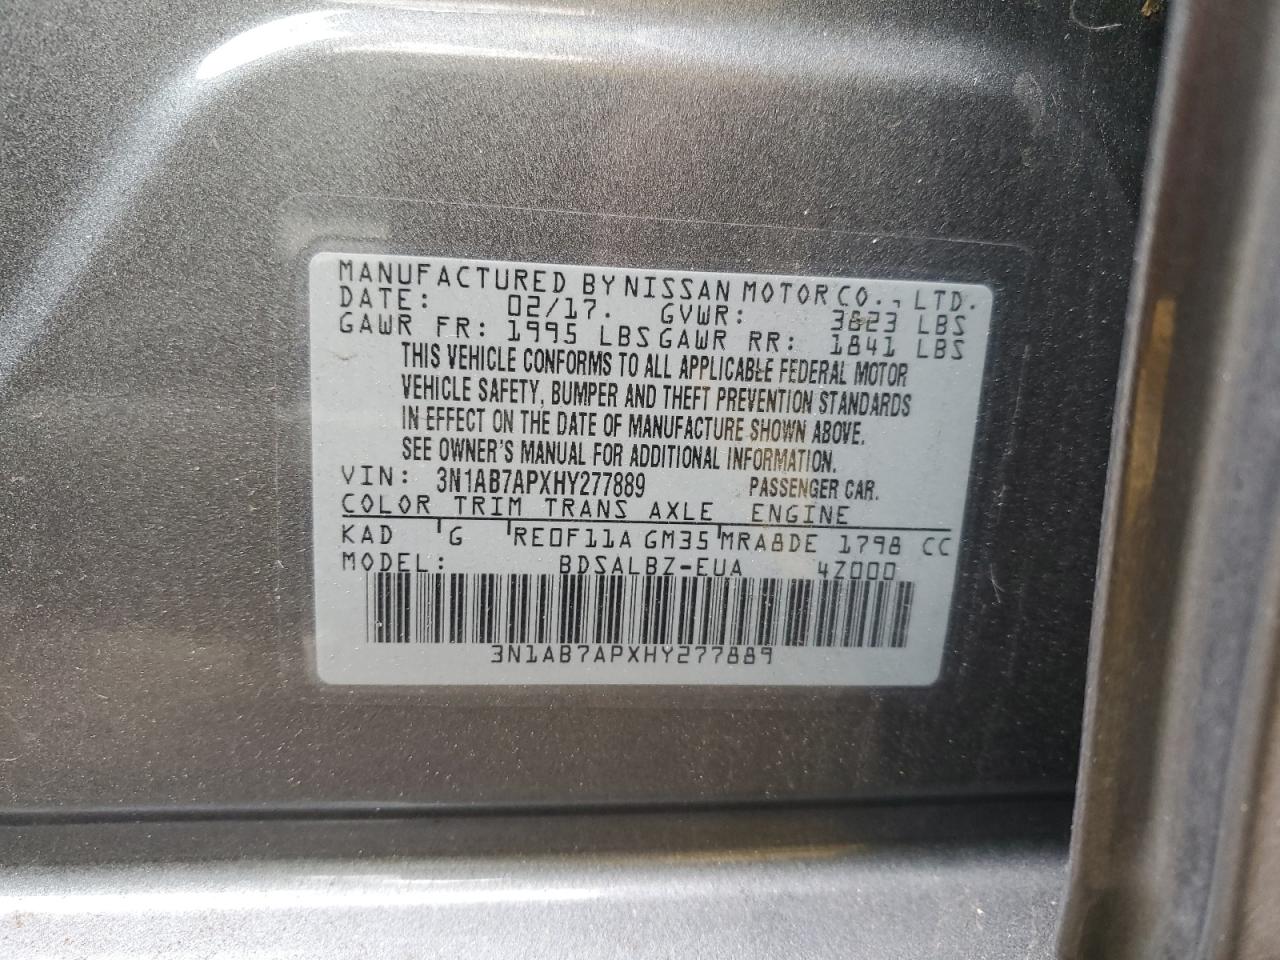 MANUFACTURED BY NISSAN MOTOR CO., LTD.
DATE: 02/17. GVWR: 3823 LBS
GAWR FR: 1995 LBS GAWR RR: 1841 LBS
THIS VEHICLE CONFORMS TO ALL APPLICABLE FEDERAL MOTOR
VEHICLE SAFETY, BUMPER AND THEFT PREVENTION STANDARDS
IN EFFECT ON THE DATE OF MANUFACTURE SHOWN ABOVE.
SEE OWNER'S MANUAL FOR ADDITIONAL INFORMATION.
VIN: 3N1AB7APXHY277889 PASSENGER CAR.
COLOR TRIM TRANS AXLE ENGINE
KAD G RE0F11A GM35 MRA8DE 1798 CC
MODEL: BDSALBZ-EUA 4Z000
3N1AB7APXHY277889